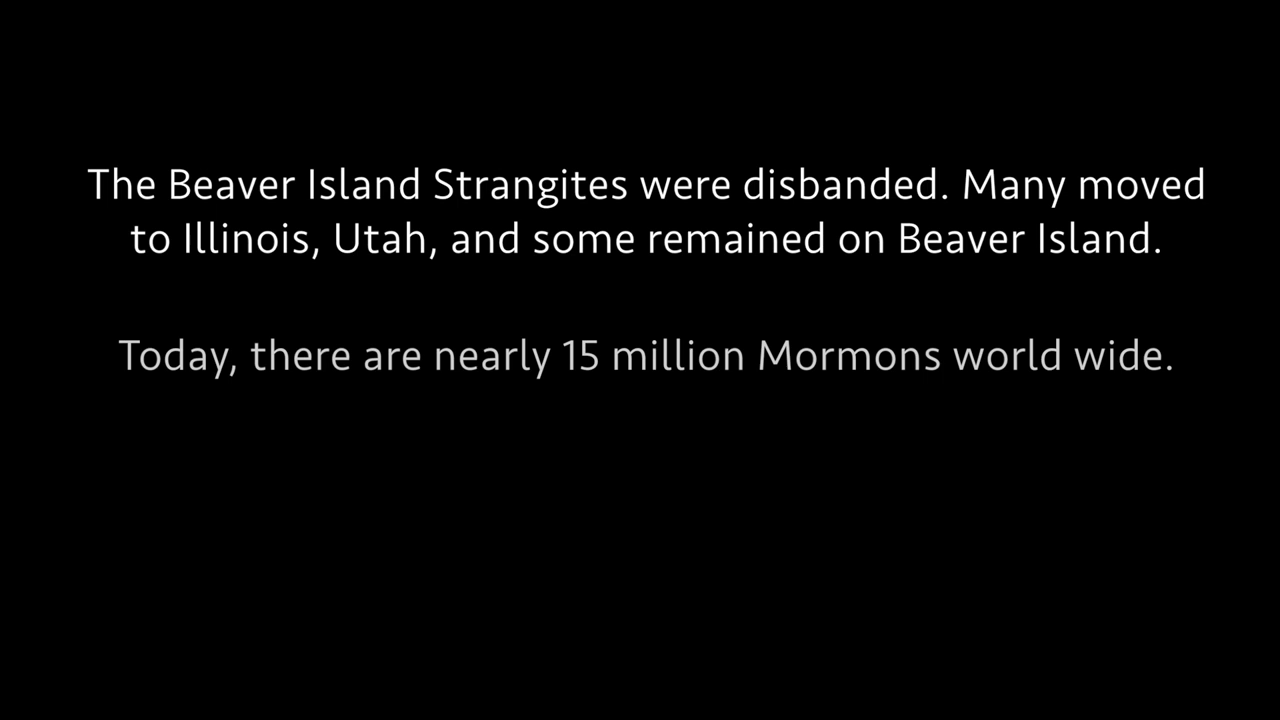 The Beaver Island Strangites were disbanded. Many moved
to Illinois, Utah, and some remained on Beaver Island.
Today, there are nearly 15 million Mormons world wide.